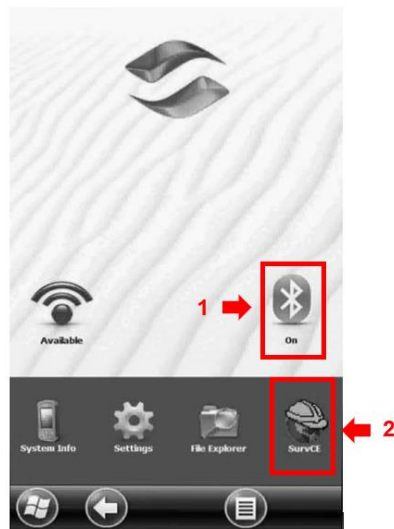 1
Available
On
System Info
Settings
File Explorer
SurvCE
2